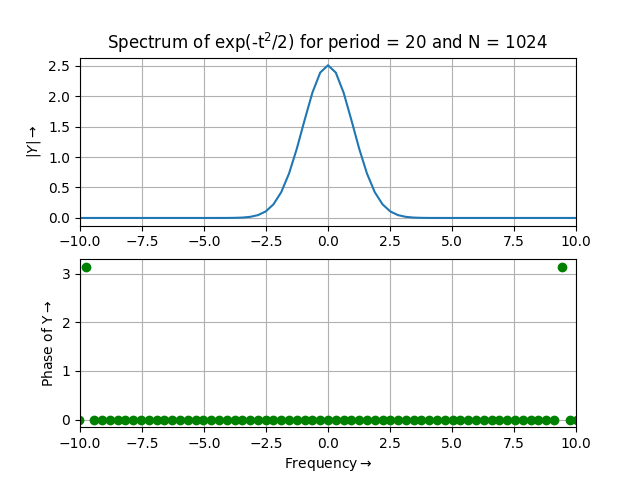 Spectrum of exp(-t²/2) for period = 20 and N = 1024
|Y|→
2.5
2.0
1.5
1.0
0.5
0.0
−10.0 −7.5 −5.0 −2.5 0.0 2.5 5.0 7.5 10.0
Phase of Y→
3
2
1
0
−10.0 −7.5 −5.0 −2.5 0.0 2.5 5.0 7.5 10.0
Frequency→